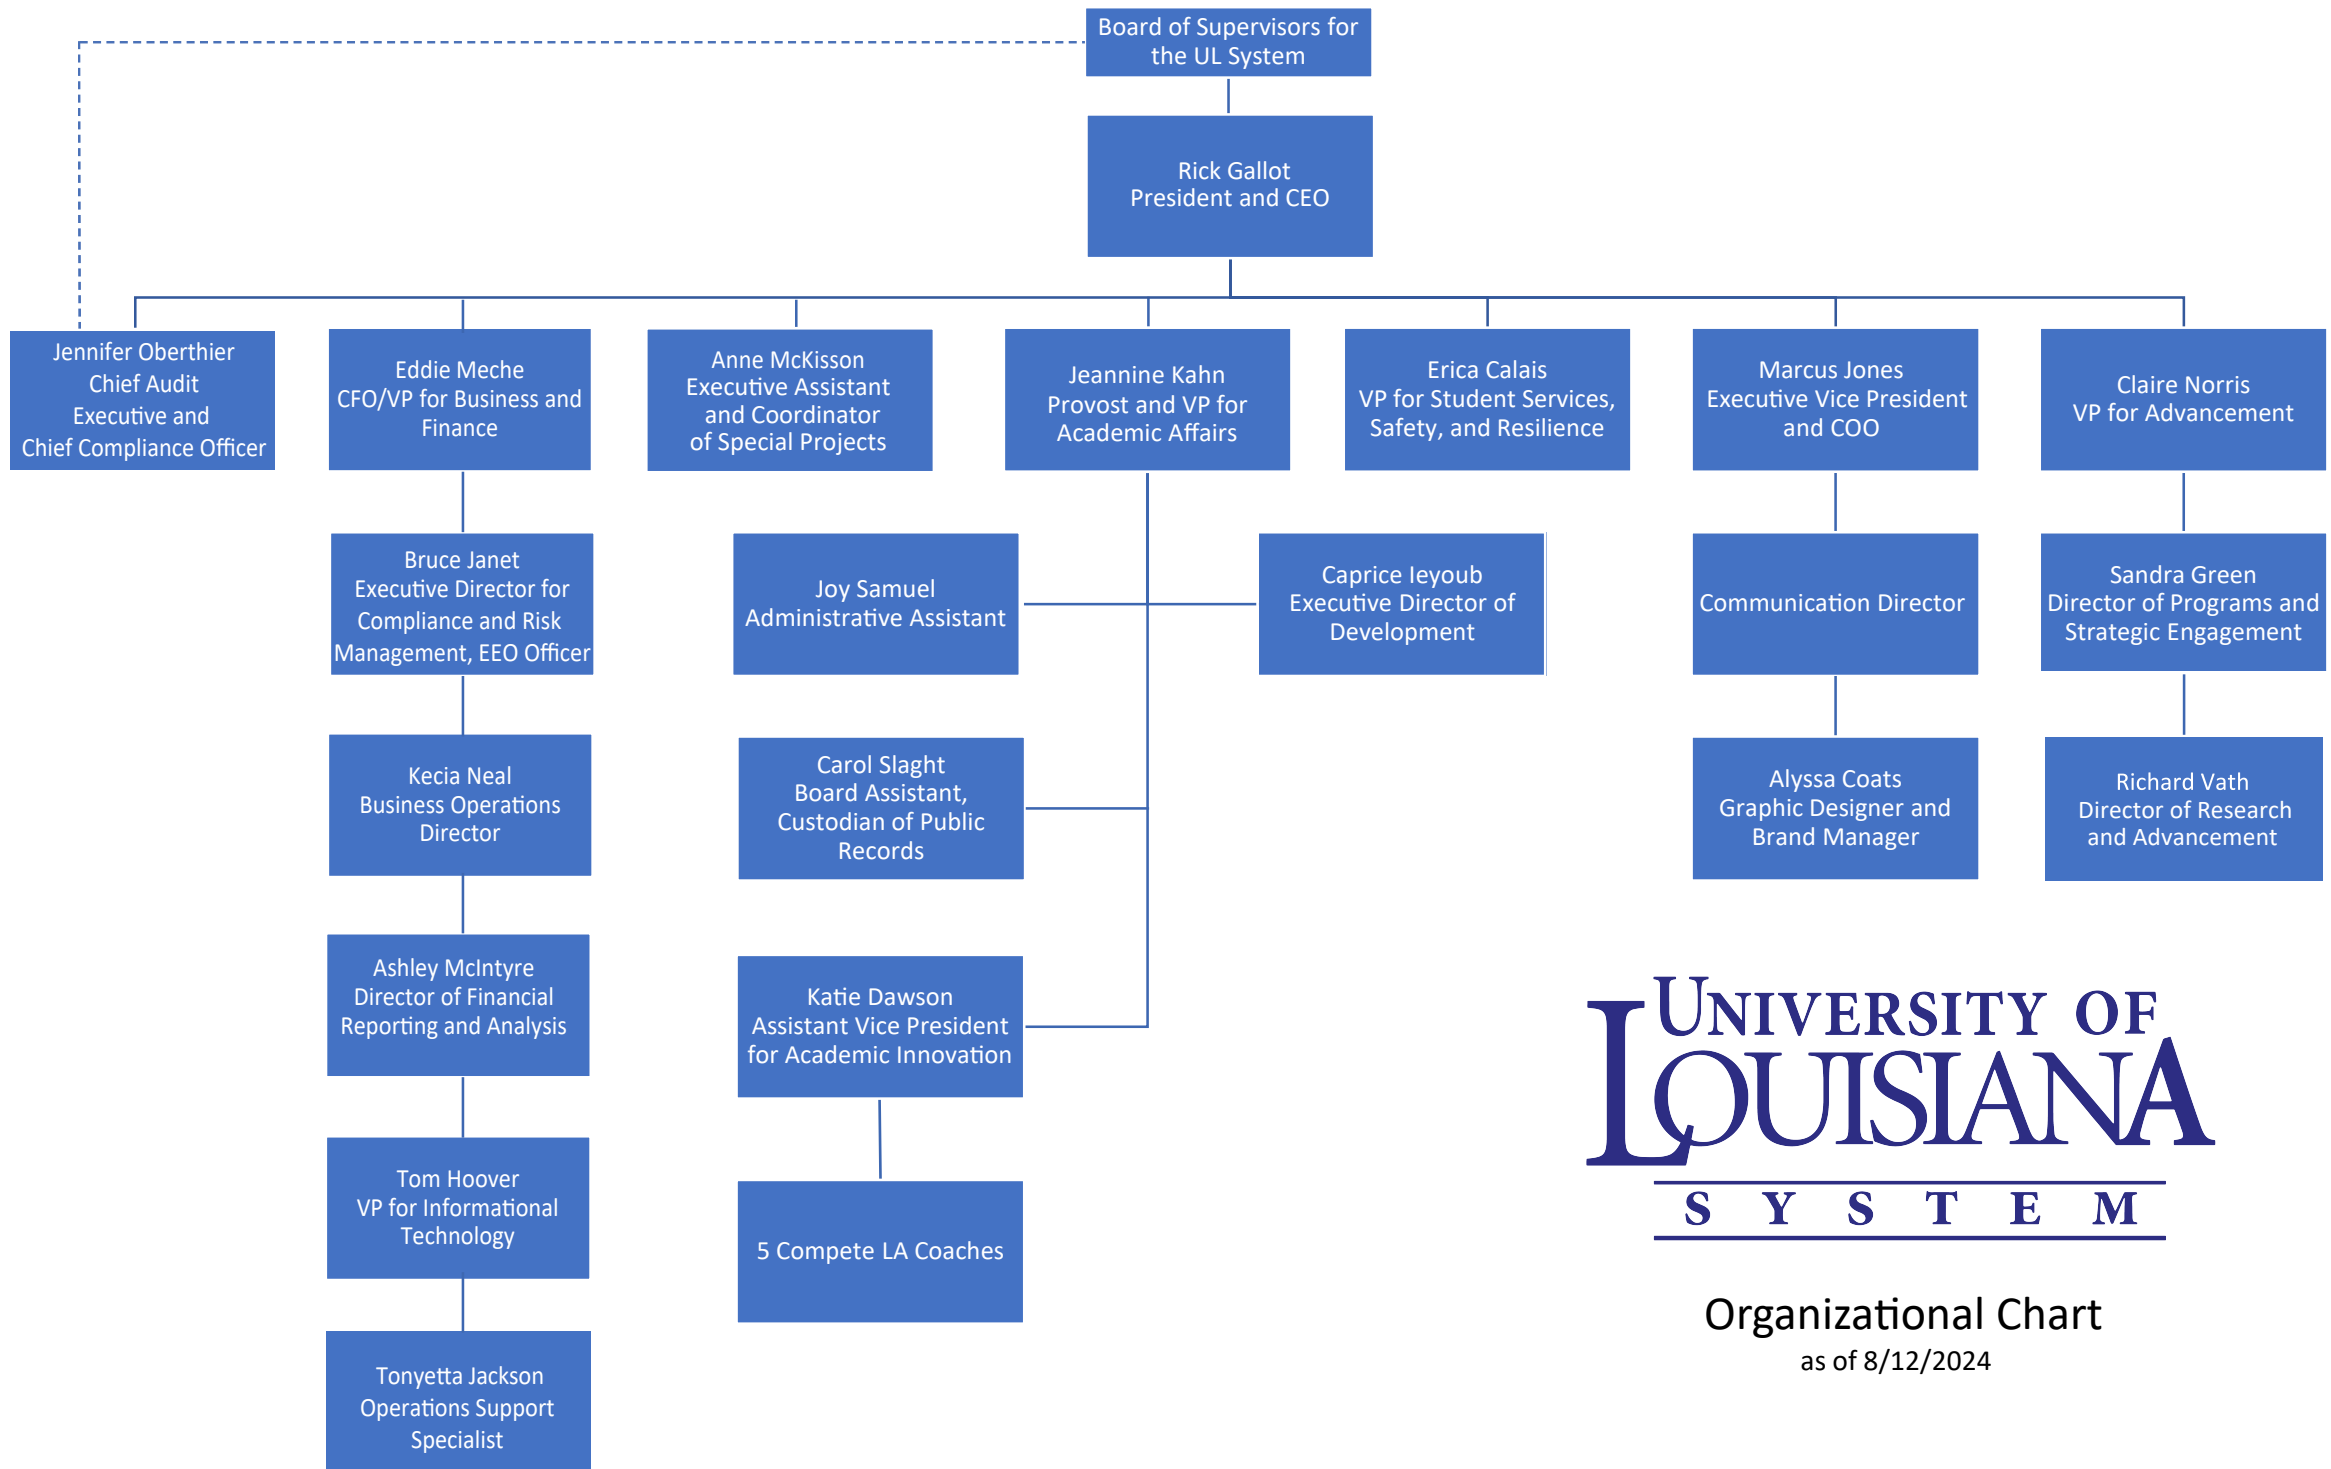 Board of Supervisors for
the UL System
Rick Gallot
President and CEO
Jennifer Oberthier
Chief Audit
Executive and
Chief Compliance Officer
Eddie Meche
CFO/VP for Business and
Finance
Anne McKisson
Executive Assistant
and Coordinator
of Special Projects
Jeannine Kahn
Provost and VP for
Academic Affairs
Erica Calais
VP for Student Services,
Safety, and Resilience
Marcus Jones
Executive Vice President
and COO
Claire Norris
VP for Advancement
Bruce Janet
Executive Director for
Compliance and Risk
Management, EEO Officer
Joy Samuel
Administrative Assistant
Caprice Ieyoub
Executive Director of
Development
Communication Director
Sandra Green
Director of Programs and
Strategic Engagement
Kecia Neal
Business Operations
Director
Carol Slaght
Board Assistant,
Custodian of Public
Records
Alyssa Coats
Graphic Designer and
Brand Manager
Richard Vath
Director of Research
and Advancement
Ashley McIntyre
Director of Financial
Reporting and Analysis
Katie Dawson
Assistant Vice President
for Academic Innovation
Tom Hoover
VP for Informational
Technology
5 Compete LA Coaches
Tonyetta Jackson
Operations Support
Specialist
UNIVERSITY OF
LOUISIANA
SYSTEM
Organizational Chart
as of 8/12/2024